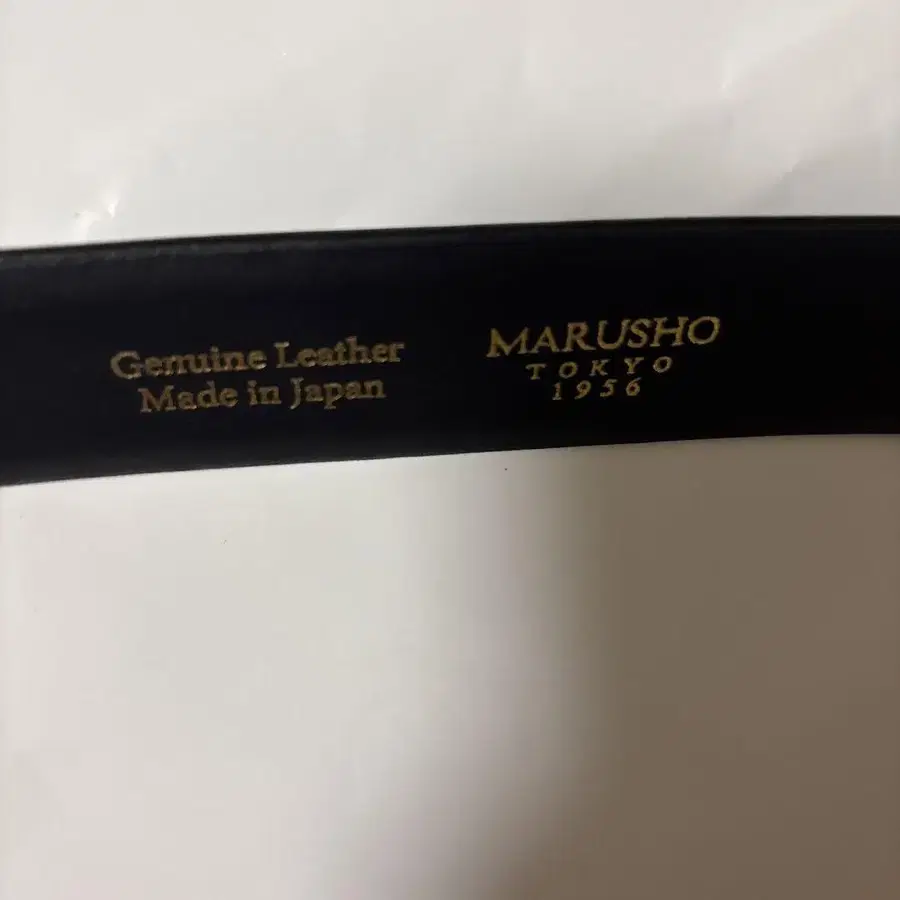 Genuine Leather
Made in Japan
MARUSHO
TOKYO
1956